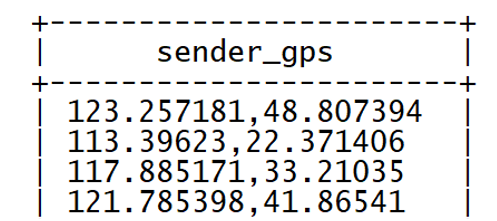 +------------------------+
|       sender_gps       |
+------------------------+
| 123.257181,48.807394   |
| 113.39623,22.371406    |
| 117.885171,33.21035    |
| 121.785398,41.86541    |